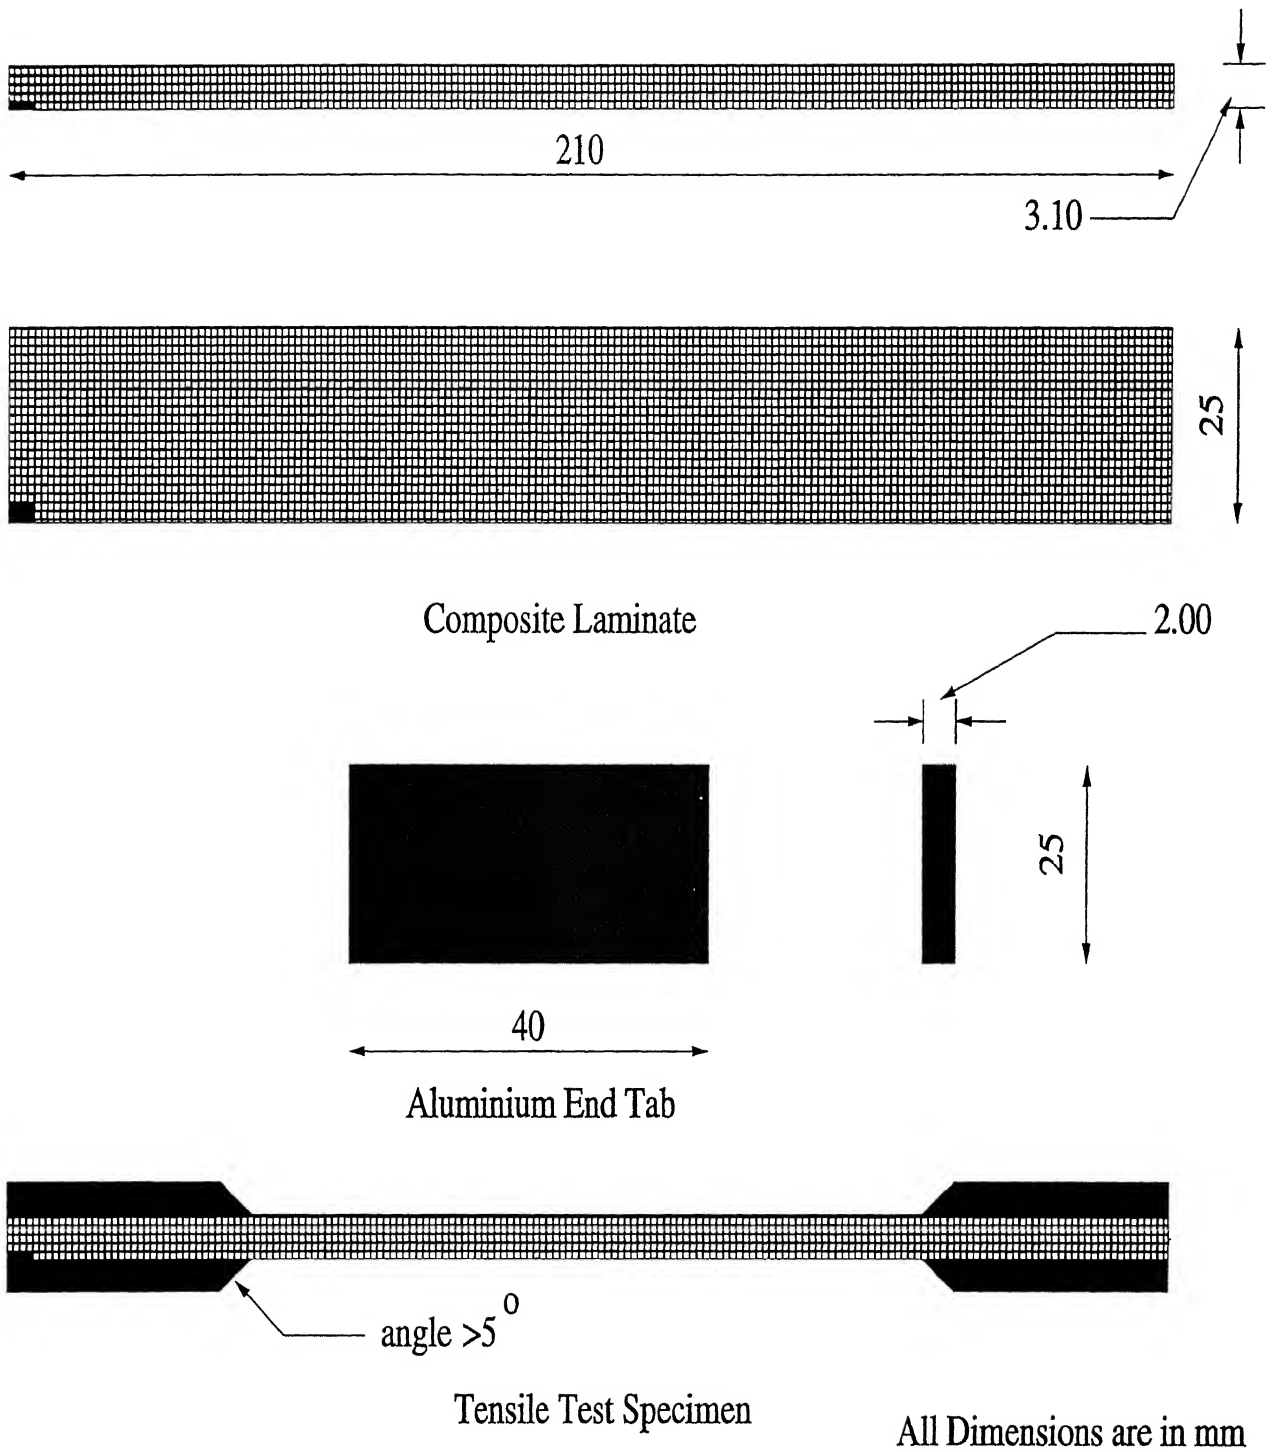 210
3.10
25
Composite Laminate
2.00
25
40
Aluminium End Tab
angle >5°
Tensile Test Specimen
All Dimensions are in mm